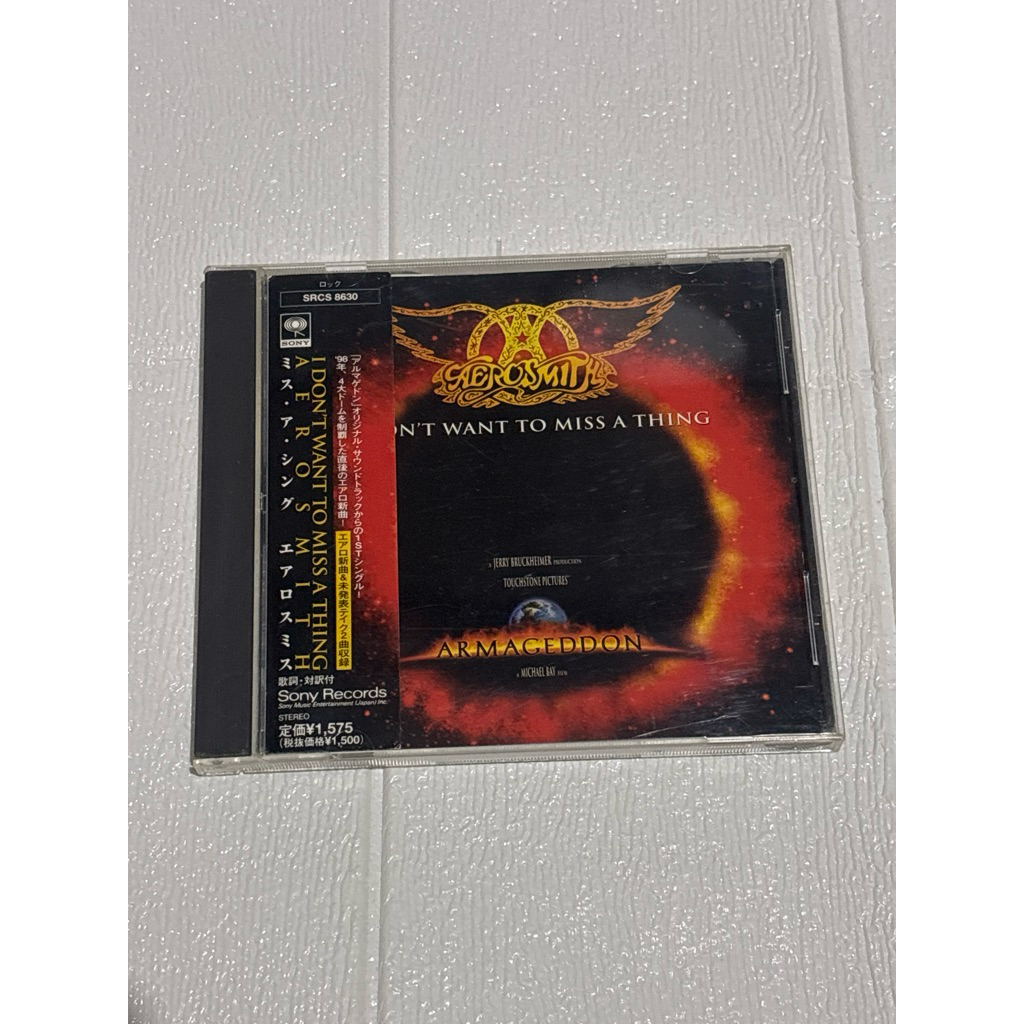 ロック
SRCS 8630
SONY
「アルマゲドン」オリジナル・サウンドトラックからの1STシングル!
'98年、4大ドームを制覇した直後のエアロ新曲!
エアロ新曲&未発表テイク2曲収録
I DON'T WANT TO MISS A THING
AEROSMITH
ミス・ア・シング エアロスミス
歌詞・対訳付
Sony Records
Sony Music Entertainment (Japan) Inc.
STEREO
定価¥1,575
(税抜価格¥1,500)
AEROSMITH
ON'T WANT TO MISS A THING
A JERRY BRUCKHEIMER PRODUCTION
TOUCHSTONE PICTURES
ARMAGEDDON
A MICHAEL BAY FILM